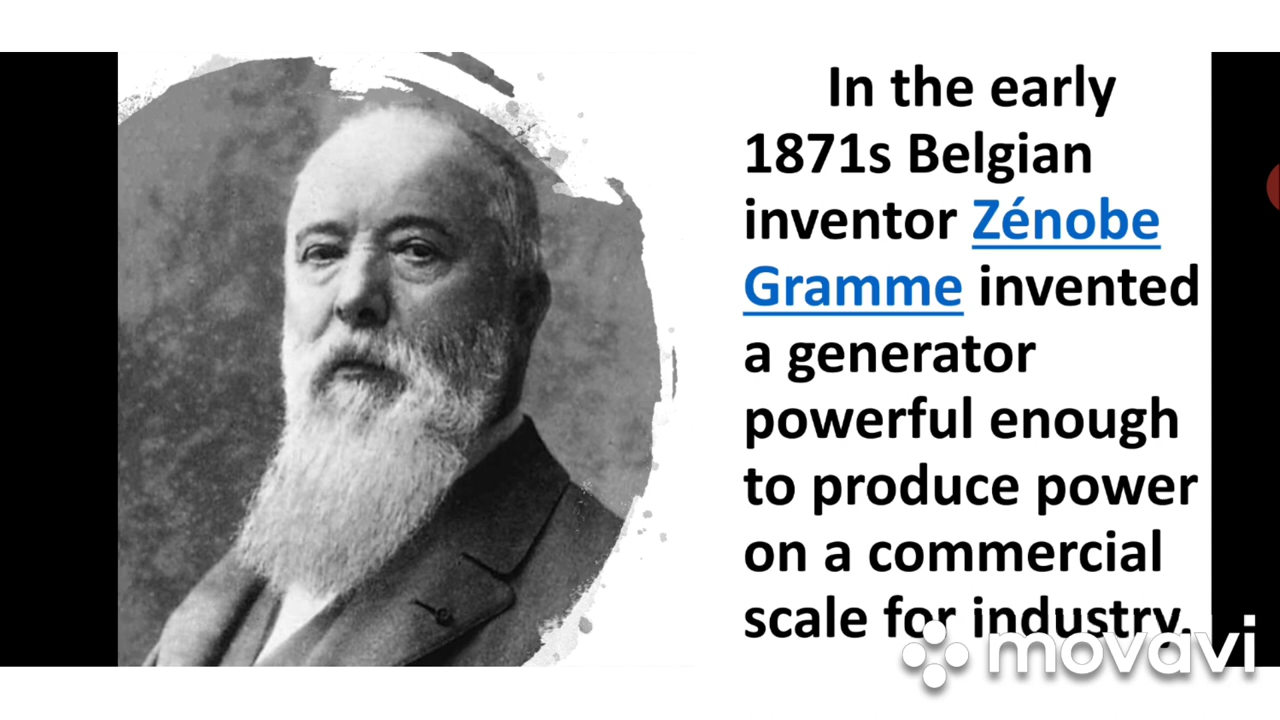 In the early
1871s Belgian
inventor Zénobe
Gramme invented
a generator
powerful enough
to produce power
on a commercial
scale for industry.
movavi